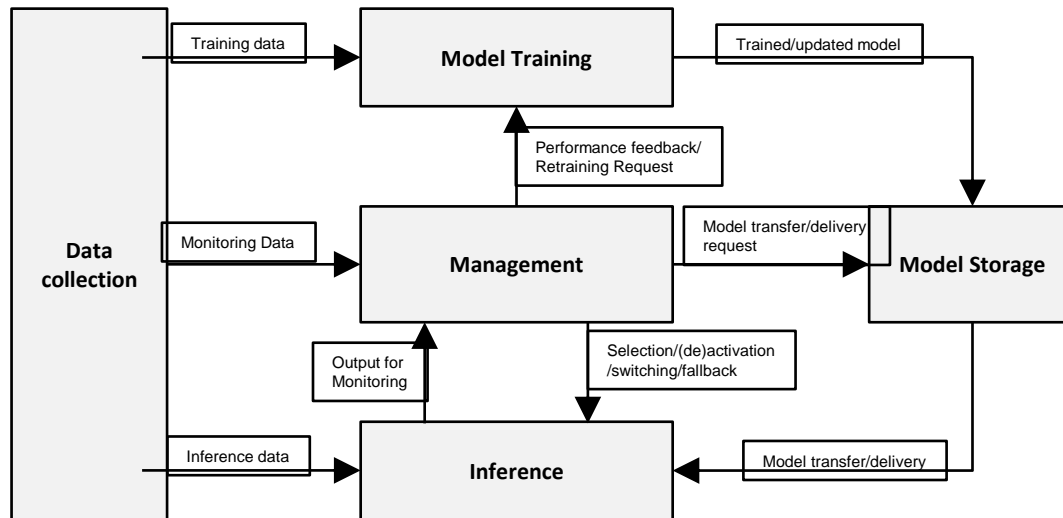 Training data
Model Training
Trained/updated model
Performance feedback/
Retraining Request
Data
collection
Monitoring Data
Management
Model transfer/delivery
request
Model Storage
Output for
Monitoring
Selection/(de)activation
/switching/fallback
Inference data
Inference
Model transfer/delivery